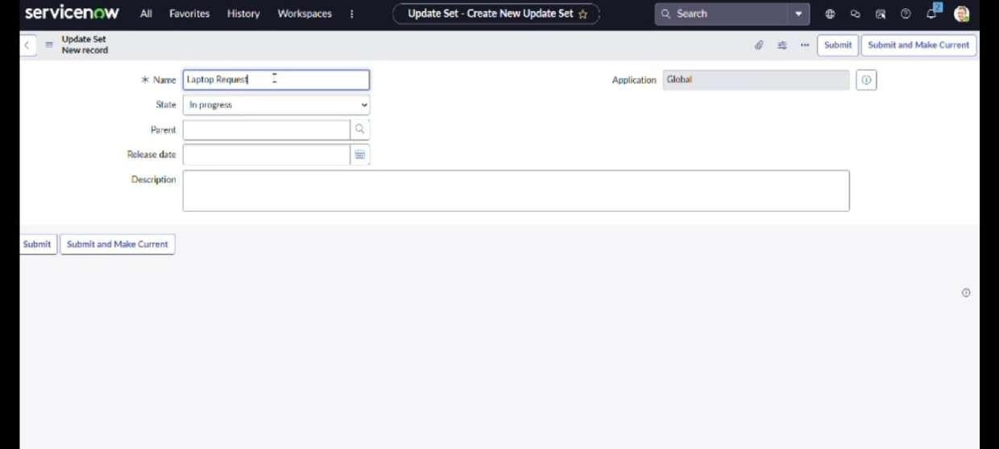 servicenow All Favorites History Workspaces Update Set - Create New Update Set Search 2
Update Set
New record
Submit Submit and Make Current
* Name Laptop Request
Application Global
State In progress
Parent
Release date
Description
Submit Submit and Make Current